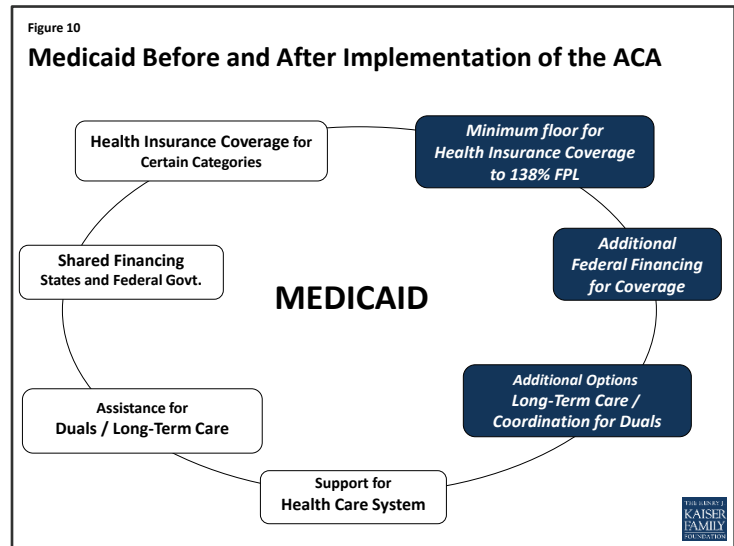 Figure 10
Medicaid Before and After Implementation of the ACA
Health Insurance Coverage for
Certain Categories
Minimum floor for
Health Insurance Coverage
to 138% FPL
Shared Financing
States and Federal Govt.
MEDICAID
Additional
Federal Financing
for Coverage
Assistance for
Duals / Long-Term Care
Additional Options
Long-Term Care /
Coordination for Duals
Support for
Health Care System
THE HENRY J.
KAISER
FAMILY
FOUNDATION